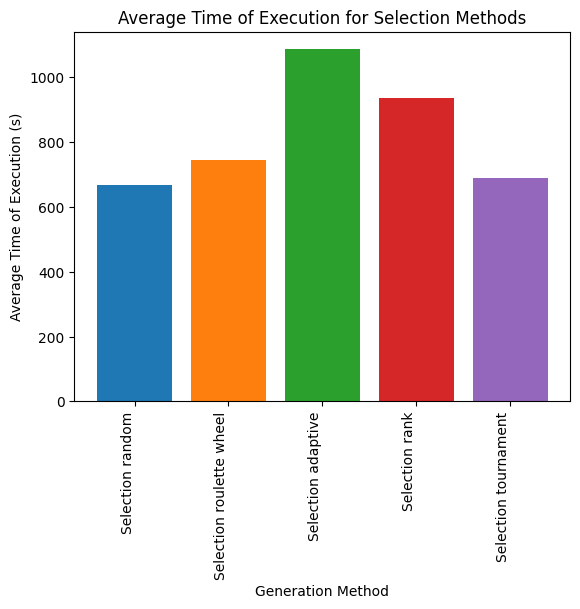 Average Time of Execution for Selection Methods
Average Time of Execution (s)
1000
800
600
400
200
0
Selection random
Selection roulette wheel
Selection adaptive
Selection rank
Selection tournament
Generation Method